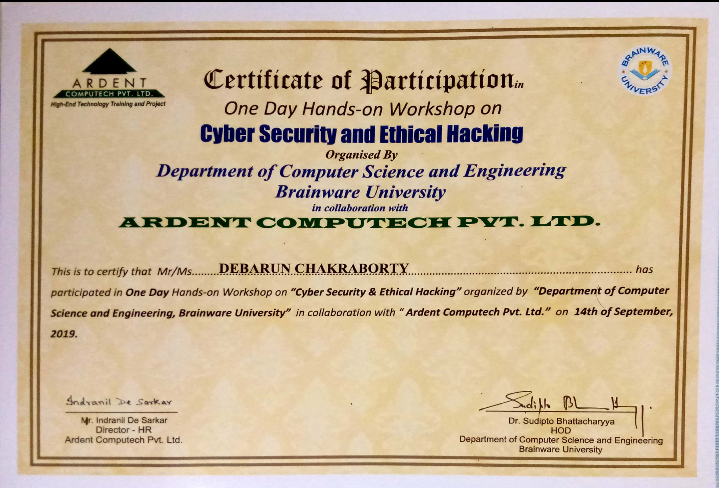 ARDENT
COMPUTECH PVT. LTD.
High-End Technology Training and Project
BRAINWARE UNIVERSITY
Certificate of Participation in
One Day Hands-on Workshop on
Cyber Security and Ethical Hacking
Organised By
Department of Computer Science and Engineering
Brainware University
in collaboration with
ARDENT COMPUTECH PVT. LTD.
This is to certify that Mr/Ms......DEBARUN CHAKRABORTY...................................................... has
participated in One Day Hands-on Workshop on "Cyber Security & Ethical Hacking" organized by "Department of Computer
Science and Engineering, Brainware University" in collaboration with " Ardent Computech Pvt. Ltd." on 14th of September,
2019.
Indranil De Sarkar
Mr. Indranil De Sarkar
Director - HR
Ardent Computech Pvt. Ltd.
Dr. Sudipto Bhattacharyya
HOD
Department of Computer Science and Engineering
Brainware University